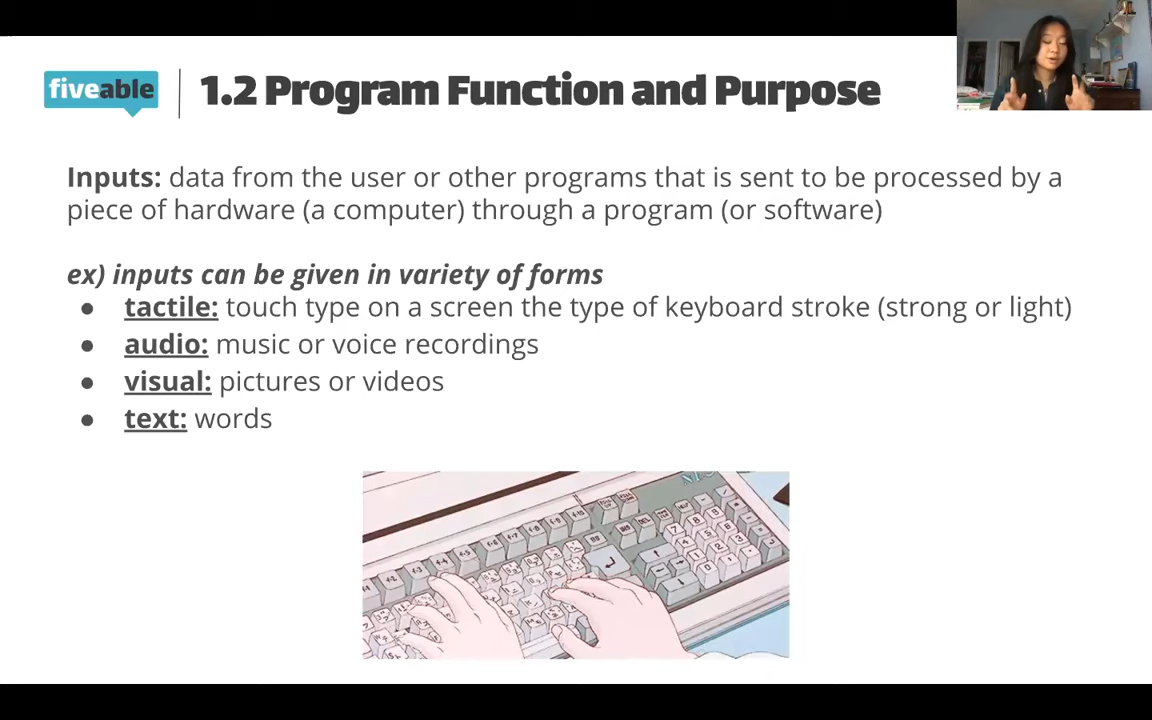 fiveable
1.2 Program Function and Purpose
Inputs: data from the user or other programs that is sent to be processed by a
piece of hardware (a computer) through a program (or software)
ex) inputs can be given in variety of forms
● tactile: touch type on a screen the type of keyboard stroke (strong or light)
● audio: music or voice recordings
● visual: pictures or videos
● text: words